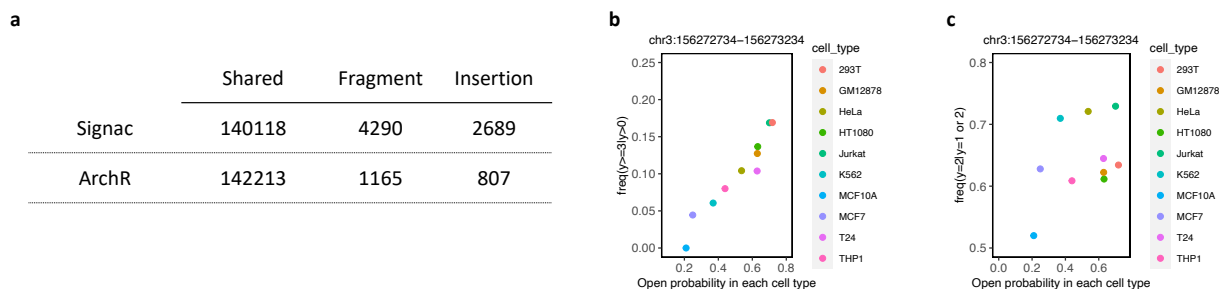 a
Shared Fragment Insertion
Signac 140118 4290 2689
ArchR 142213 1165 807
b
chr3:156272734−156273234
freq(y>=3|y>0)
0.25
0.20
0.15
0.10
0.05
0.00
0.2 0.4 0.6 0.8
Open probability in each cell type
cell_type
293T
GM12878
HeLa
HT1080
Jurkat
K562
MCF10A
MCF7
T24
THP1
c
chr3:156272734−156273234
freq(y=2|y=1 or 2)
0.8
0.7
0.6
0.5
0.0 0.2 0.4 0.6
Open probability in each cell type
cell_type
293T
GM12878
HeLa
HT1080
Jurkat
K562
MCF10A
MCF7
T24
THP1